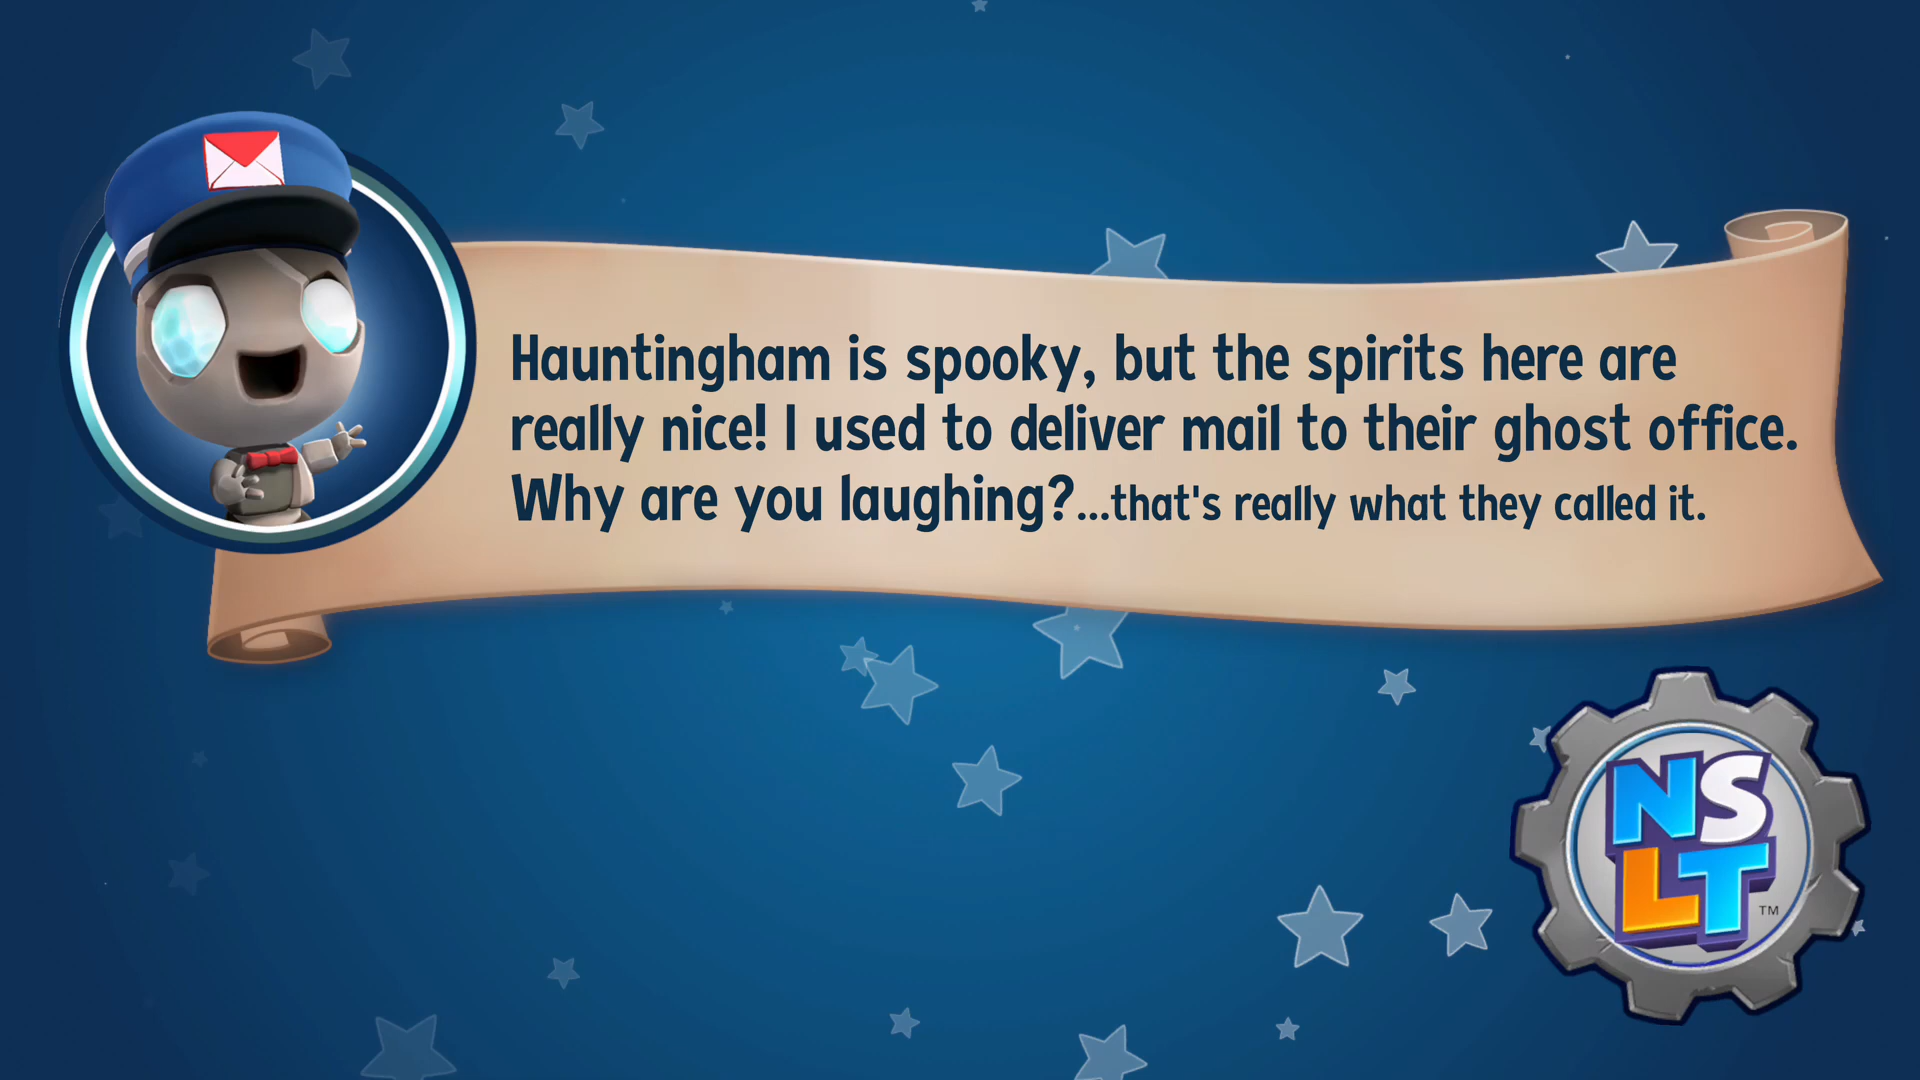 Hauntingham is spooky, but the spirits here are
really nice! I used to deliver mail to their ghost office.
Why are you laughing?...that's really what they called it.
NS
LT
TM